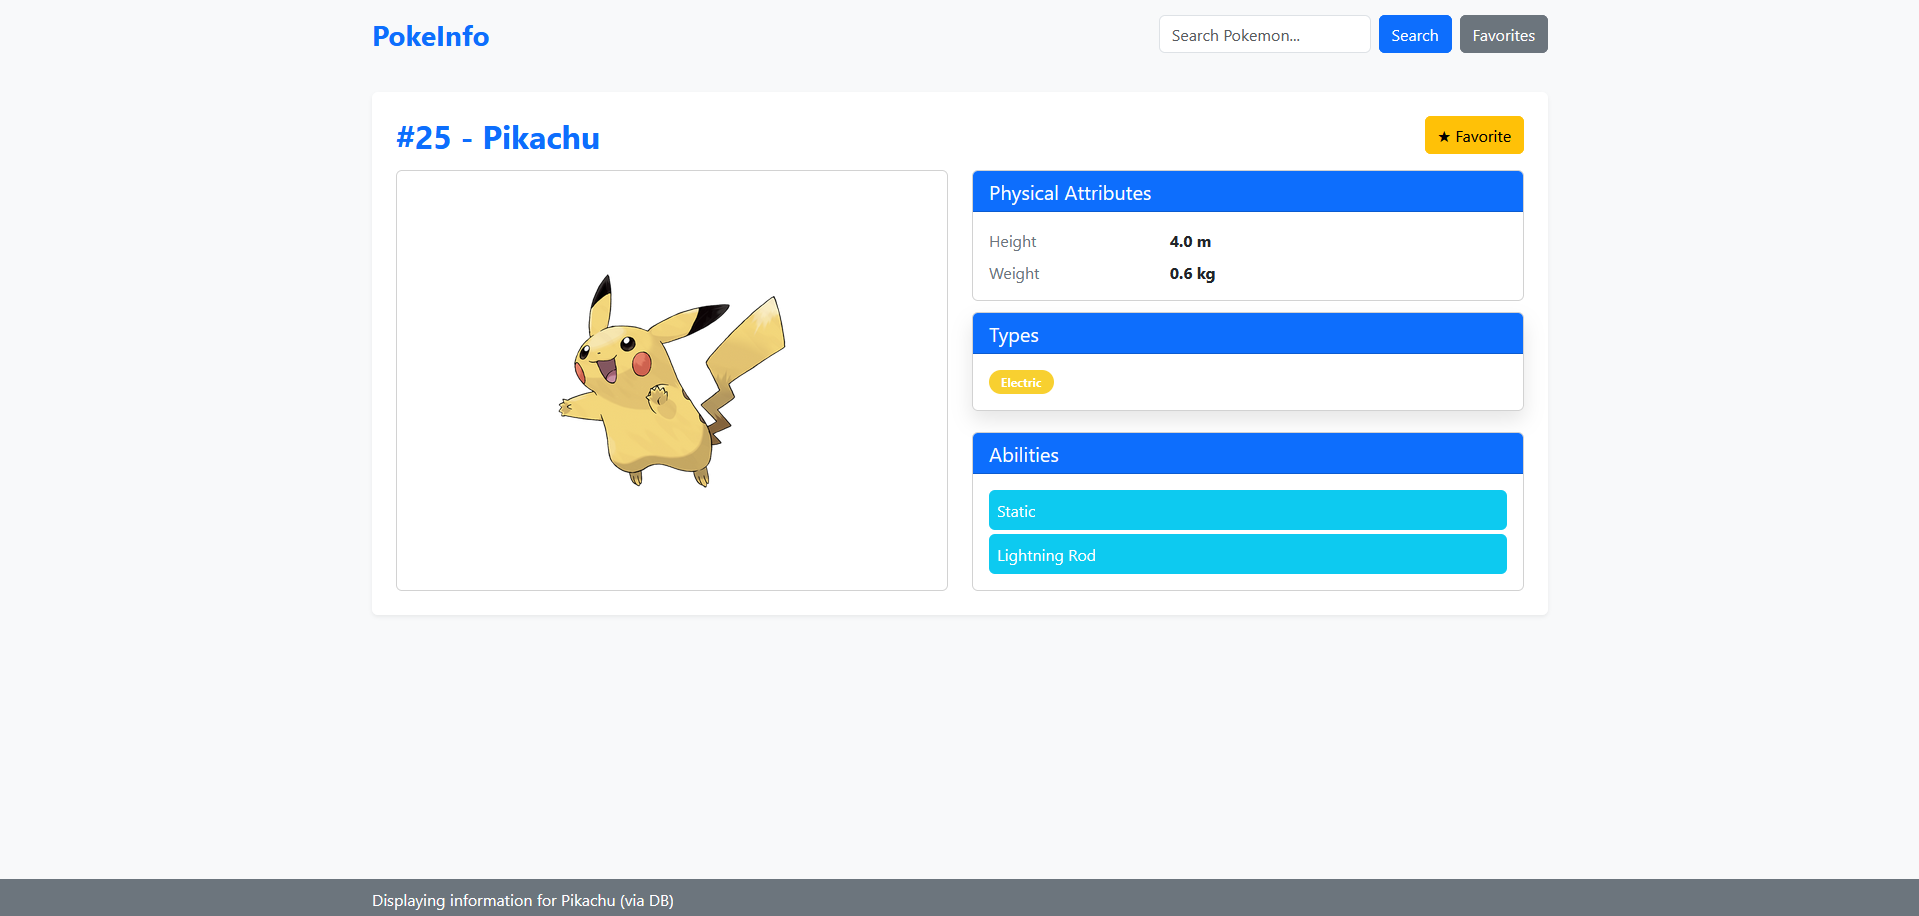 PokeInfo
Search Pokemon...
Search
Favorites
#25 - Pikachu
★ Favorite
Physical Attributes
Height 4.0 m
Weight 0.6 kg
Types
Electric
Abilities
Static
Lightning Rod
Displaying information for Pikachu (via DB)